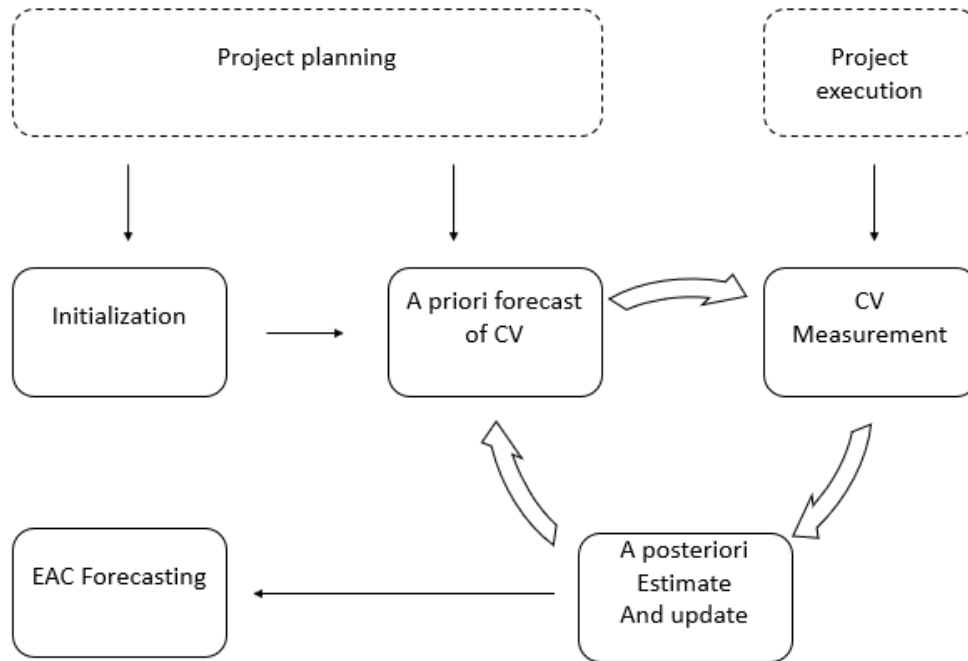 Project planning
Project
execution
Initialization
A priori forecast
of CV
CV
Measurement
EAC Forecasting
A posteriori
Estimate
And update